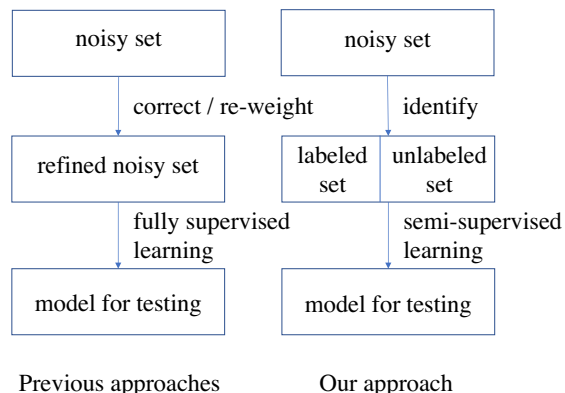 noisy set
correct / re-weight
refined noisy set
fully supervised
learning
model for testing
Previous approaches
noisy set
identify
labeled
set
unlabeled
set
semi-supervised
learning
model for testing
Our approach